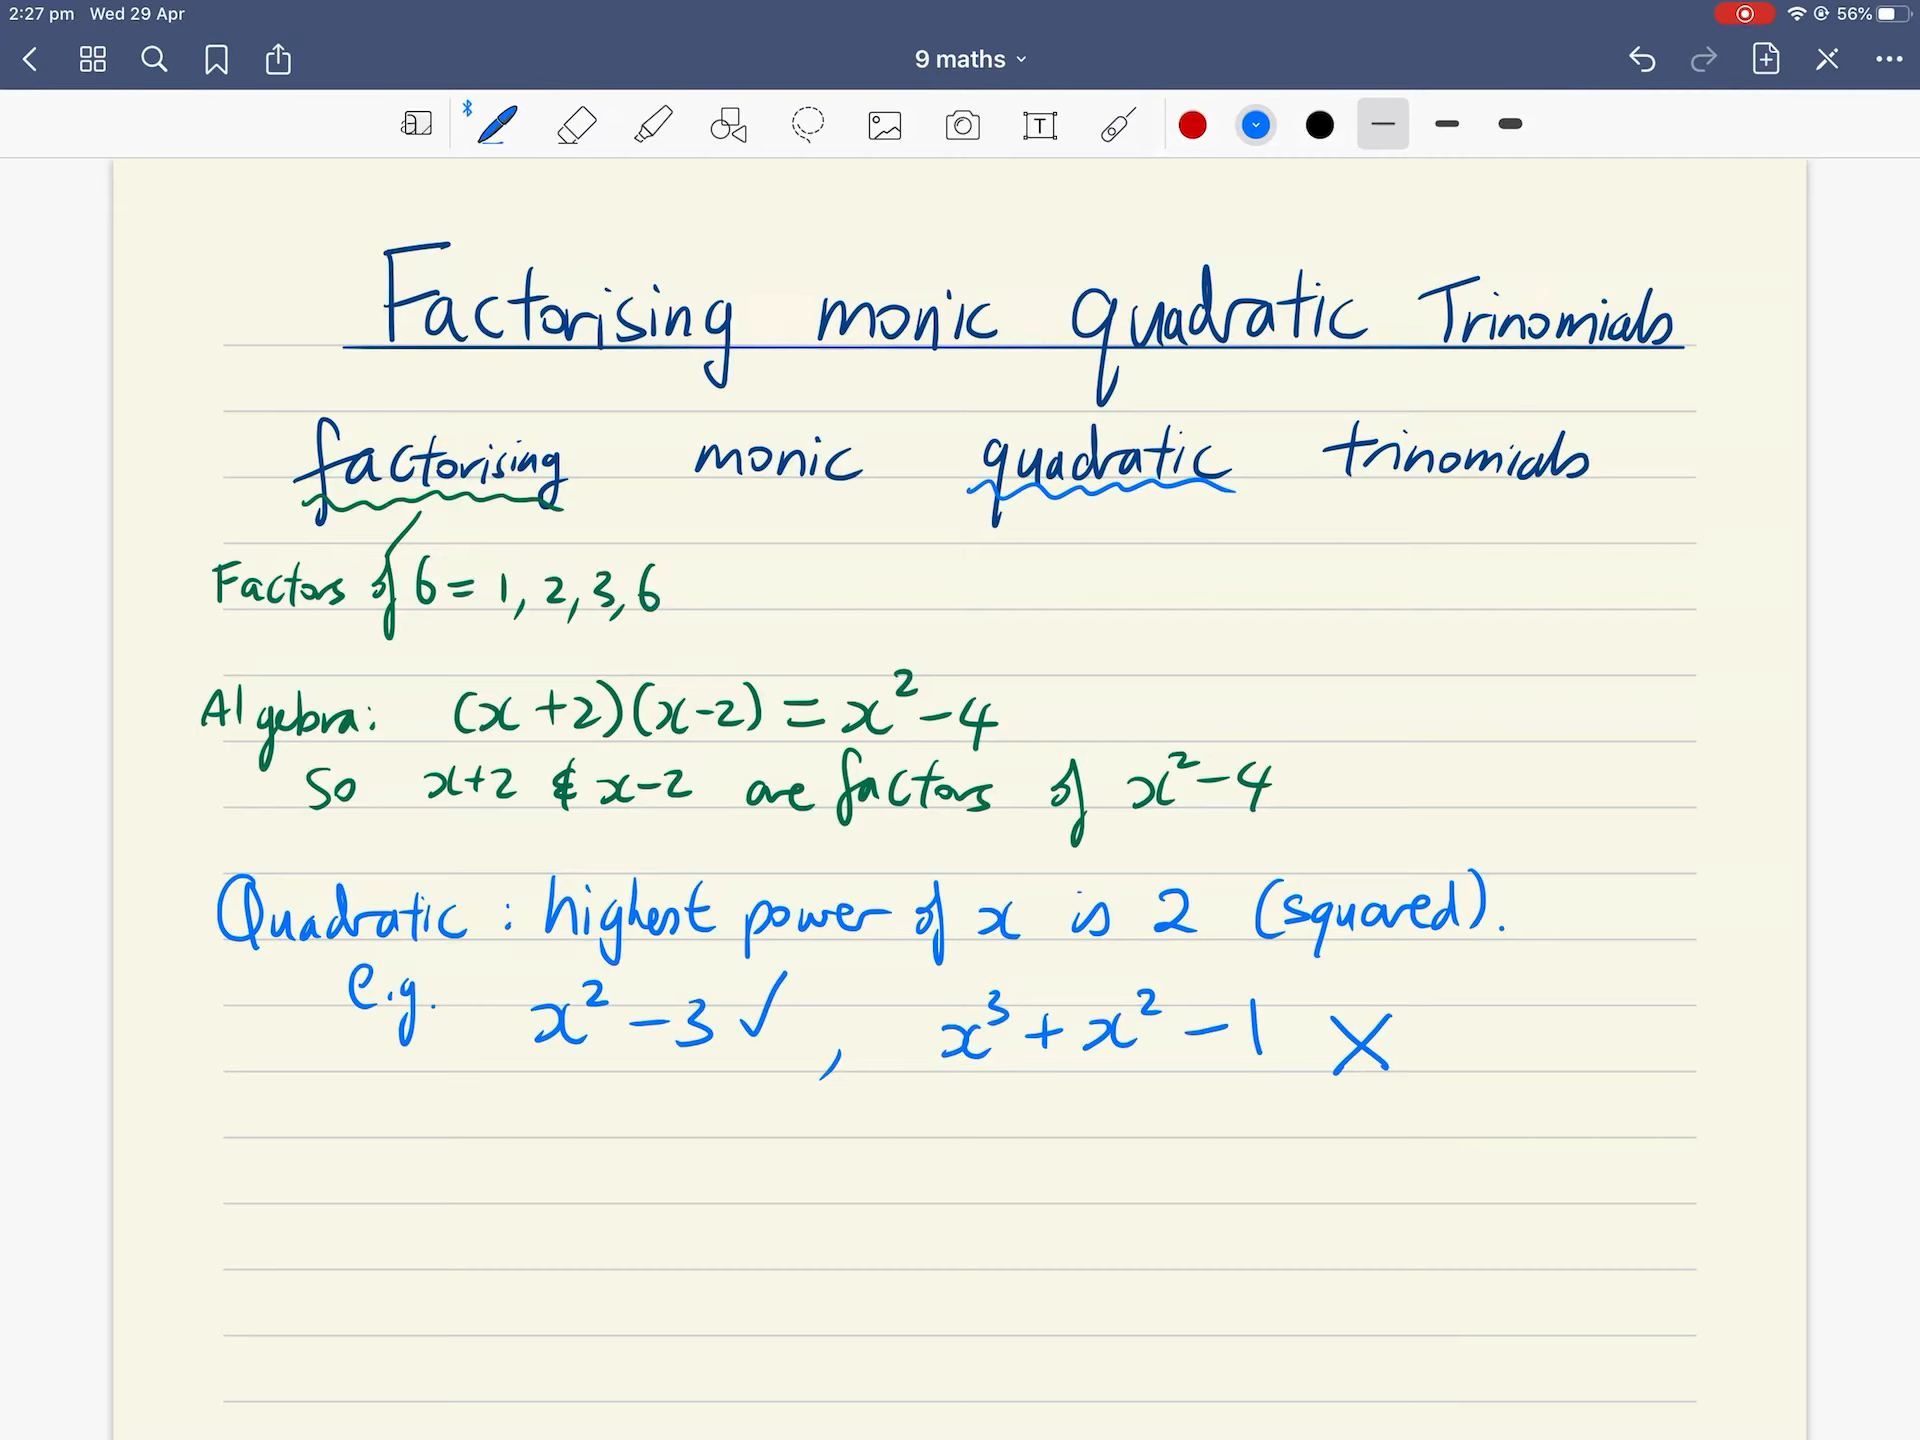 2:27 pm Wed 29 Apr 56%
9 maths
Factorising monic quadratic Trinomials
factorising monic quadratic trinomials
Factors of 6 = 1, 2, 3, 6
Algebra: (x+2)(x-2) = x² - 4
So x+2 & x-2 are factors of x² - 4
Quadratic : highest power of x is 2 (squared).
e.g. x² - 3 ✓, x³ + x² - 1 ✗